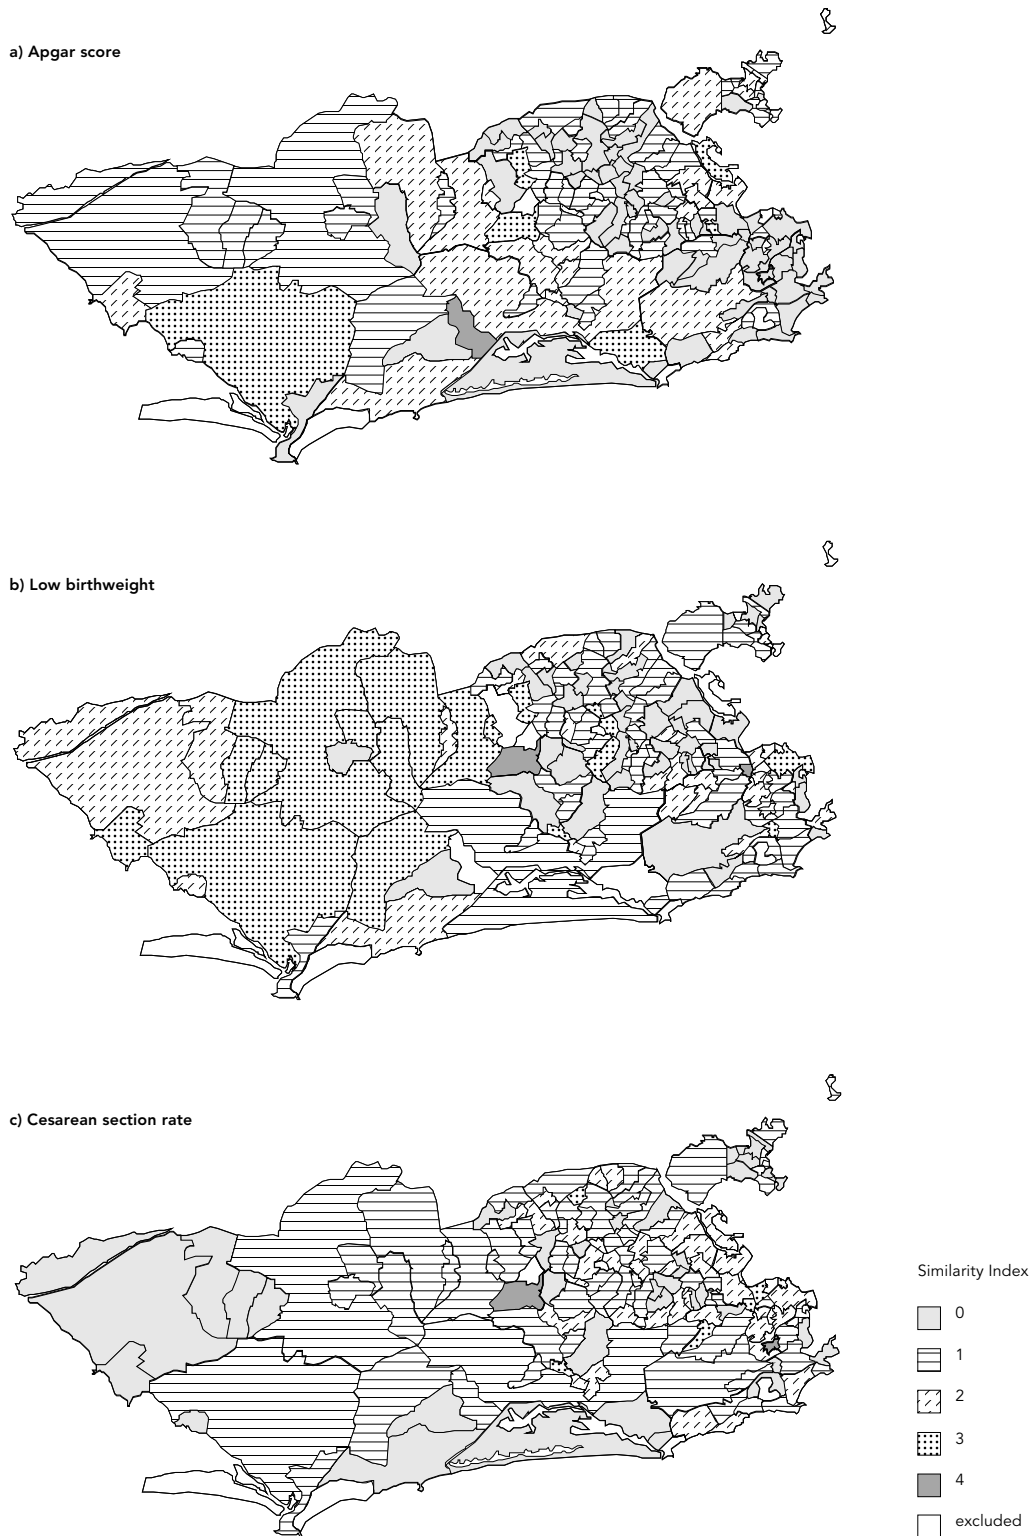 a) Apgar score
b) Low birthweight
c) Cesarean section rate
Similarity Index
0
1
2
3
4
excluded